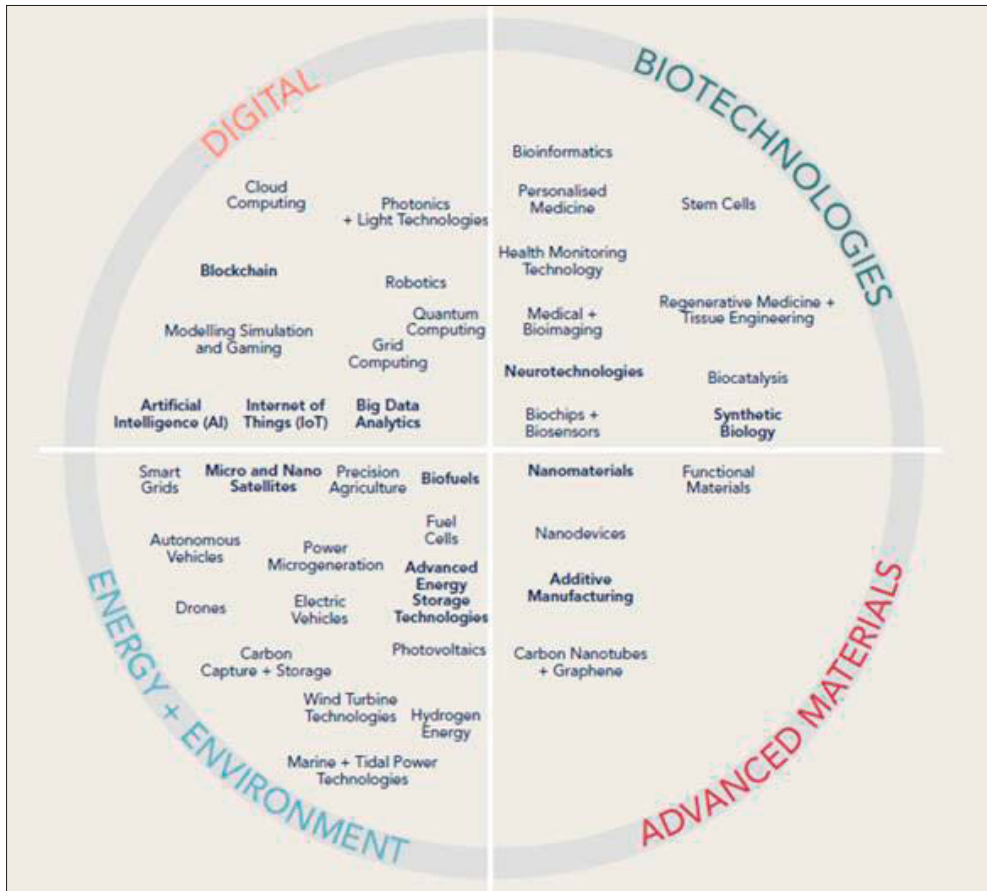 DIGITAL
Cloud
Computing
Photonics
+ Light Technologies
Blockchain
Robotics
Quantum
Computing
Modelling Simulation
and Gaming
Grid
Computing
Artificial
Intelligence (AI)
Internet of
Things (IoT)
Big Data
Analytics
BIOTECHNOLOGIES
Bioinformatics
Personalised
Medicine
Stem Cells
Health Monitoring
Technology
Medical +
Bioimaging
Regenerative Medicine +
Tissue Engineering
Neurotechnologies
Biocatalysis
Biochips +
Biosensors
Synthetic
Biology
ENERGY + ENVIRONMENT
Smart
Grids
Micro and Nano
Satellites
Precision
Agriculture
Biofuels
Fuel
Cells
Autonomous
Vehicles
Power
Microgeneration
Advanced
Energy
Storage
Technologies
Drones
Electric
Vehicles
Photovoltaics
Carbon
Capture + Storage
Wind Turbine
Technologies
Hydrogen
Energy
Marine + Tidal Power
Technologies
ADVANCED MATERIALS
Nanomaterials
Functional
Materials
Nanodevices
Additive
Manufacturing
Carbon Nanotubes
+ Graphene